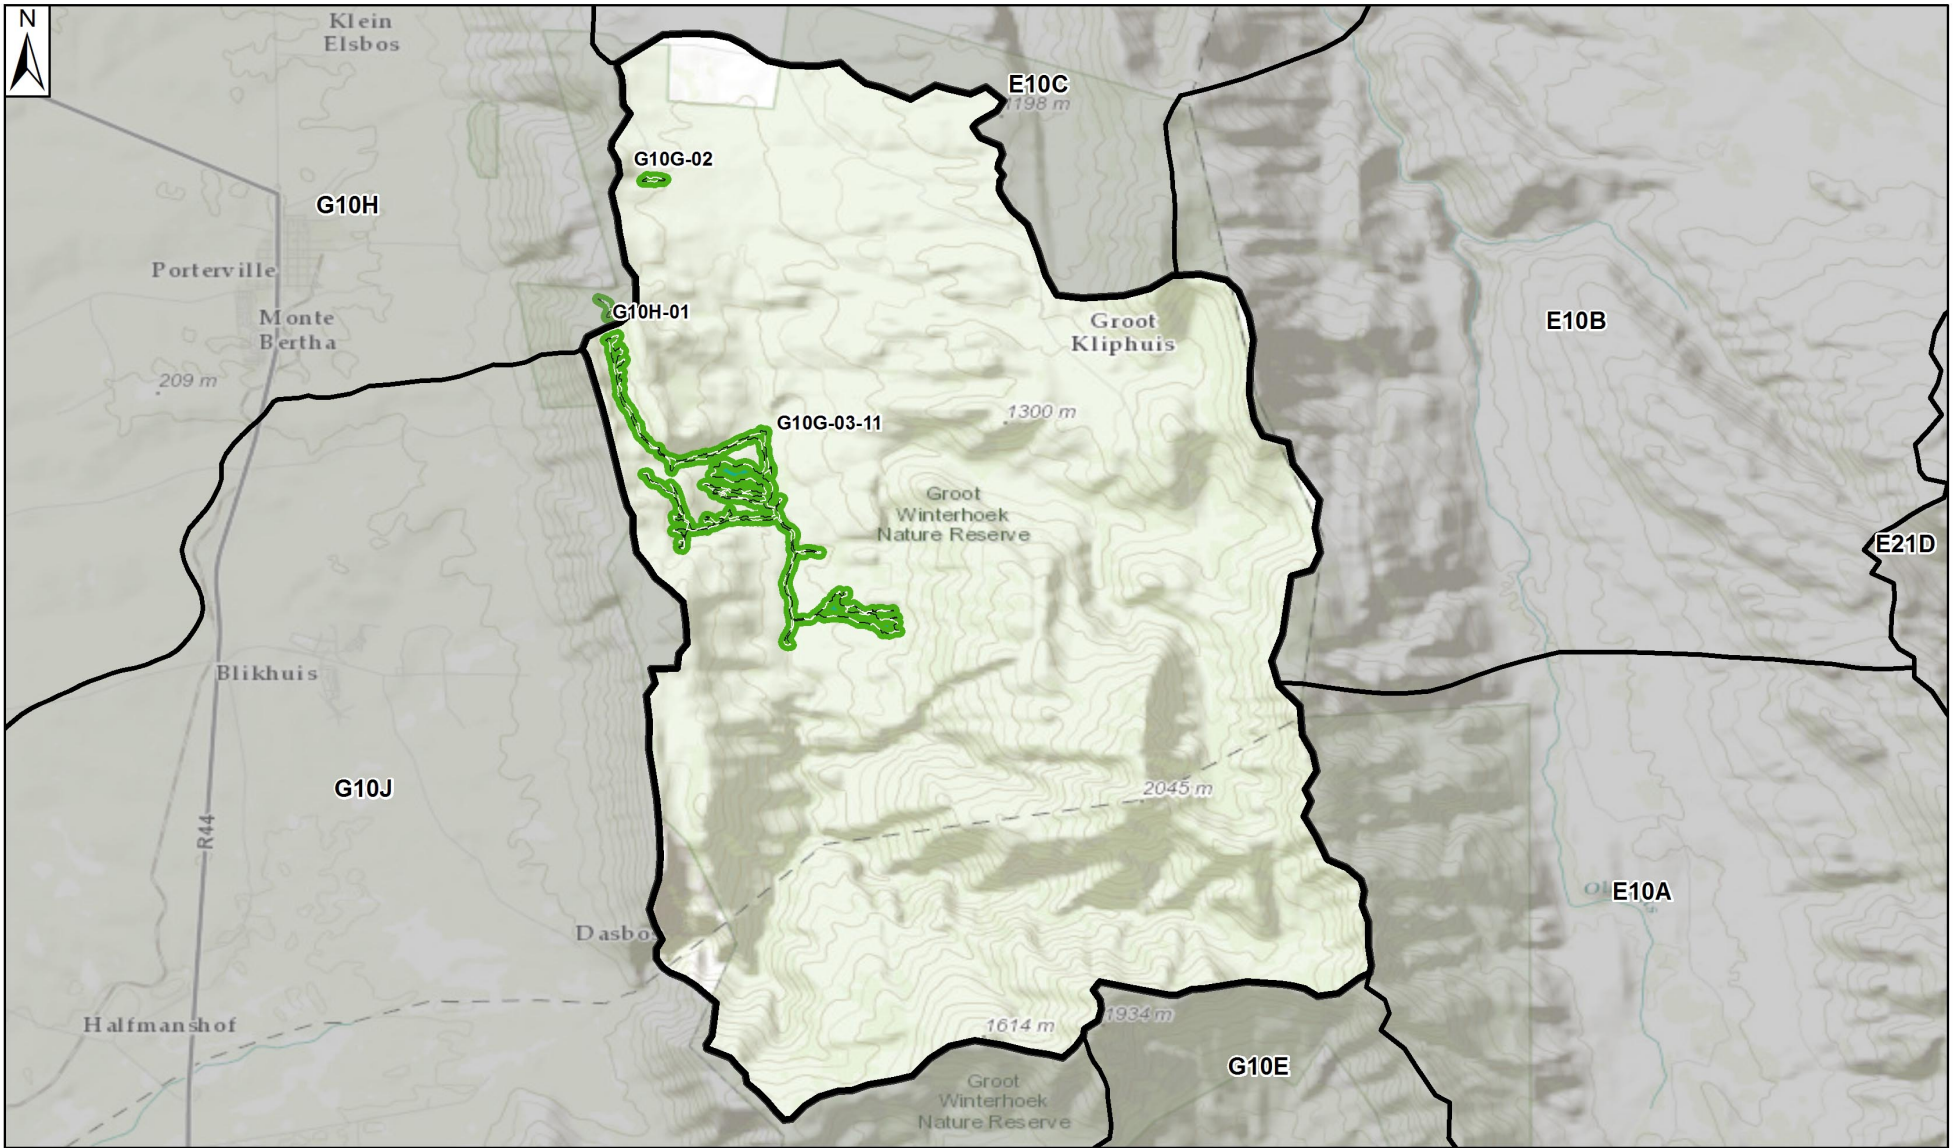 N
Klein
Elsbos
E10C
1198 m
G10G-02
G10H
Porterville
G10H-01
Monte
Bertha
Groot
Kliphuis
E10B
209 m
1300 m
G10G-03-11
Groot
Winterhoek
Nature Reserve
E21D
Blikhuis
G10J
2045 m
R44
E10A
Dasbos
Halfmanshof
1614 m
1934 m
G10E
Groot
Winterhoek
Nature Reserve